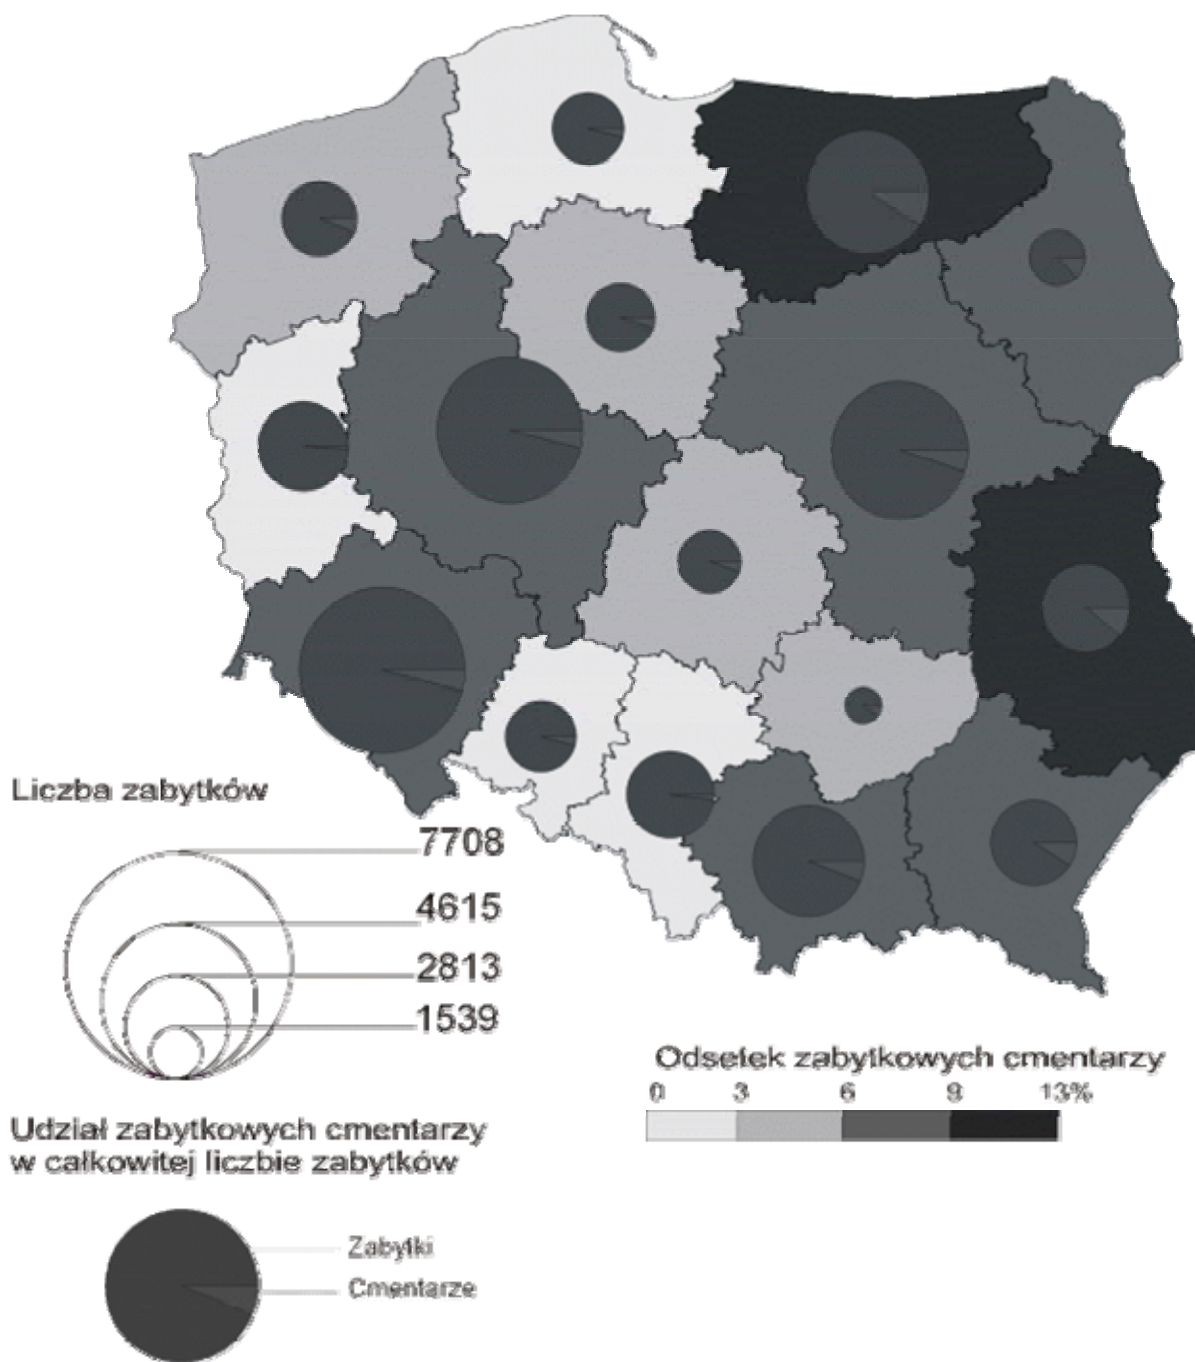 Liczba zabytków
7708
4615
2813
1539
Odsetek zabytkowych cmentarzy
0 3 6 9 13%
Udział zabytkowych cmentarzy
w całkowitej liczbie zabytków
Zabytki
Cmentarze